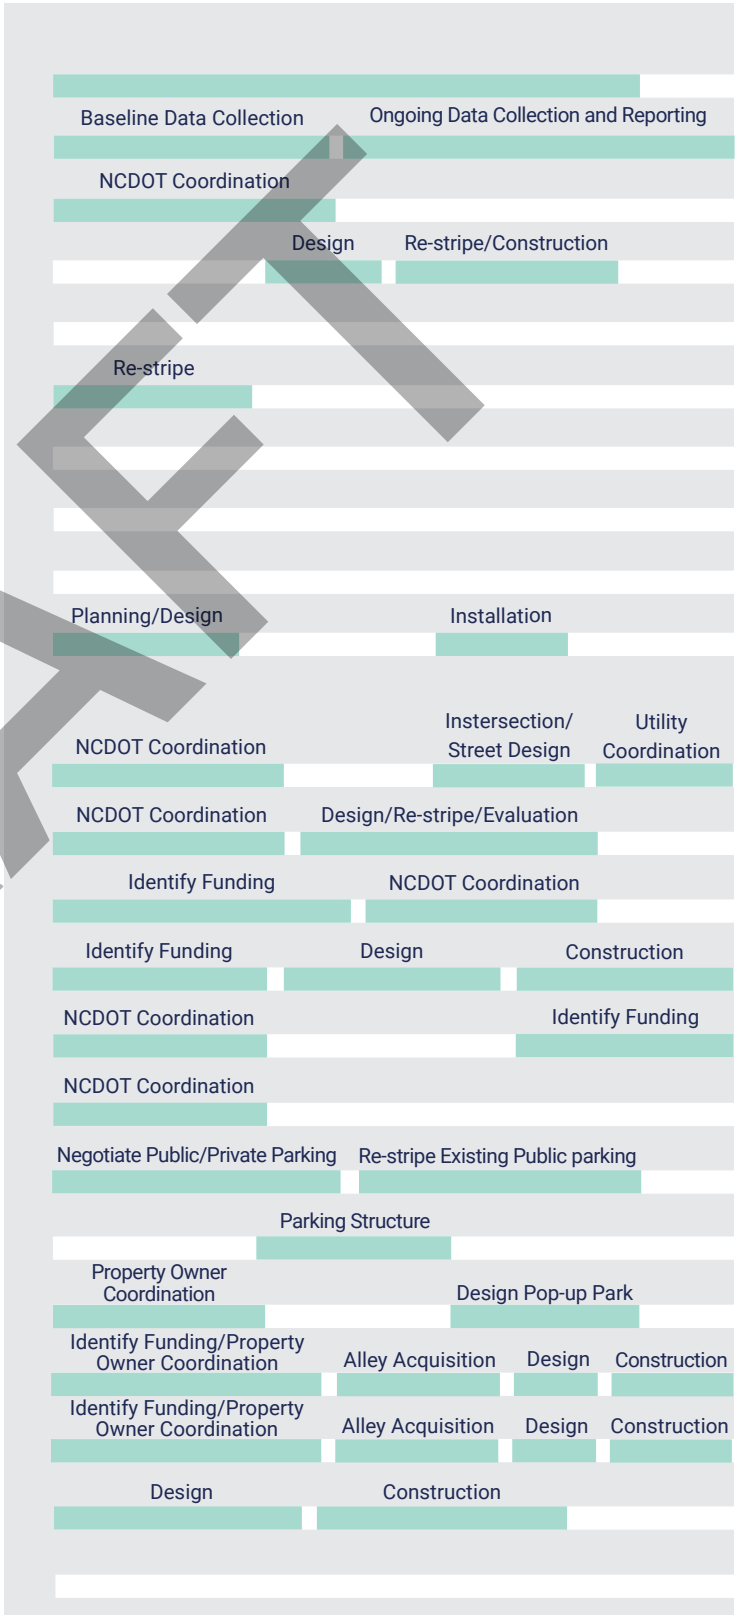 Baseline Data Collection
Ongoing Data Collection and Reporting
NCDOT Coordination
Design
Re-stripe/Construction
Re-stripe
Planning/Design
Installation
NCDOT Coordination
Instersection/
Street Design
Utility
Coordination
NCDOT Coordination
Design/Re-stripe/Evaluation
Identify Funding
NCDOT Coordination
Identify Funding
Design
Construction
NCDOT Coordination
Identify Funding
NCDOT Coordination
Negotiate Public/Private Parking
Re-stripe Existing Public parking
Parking Structure
Property Owner
Coordination
Design Pop-up Park
Identify Funding/Property
Owner Coordination
Alley Acquisition
Design
Construction
Identify Funding/Property
Owner Coordination
Alley Acquisition
Design
Construction
Design
Construction